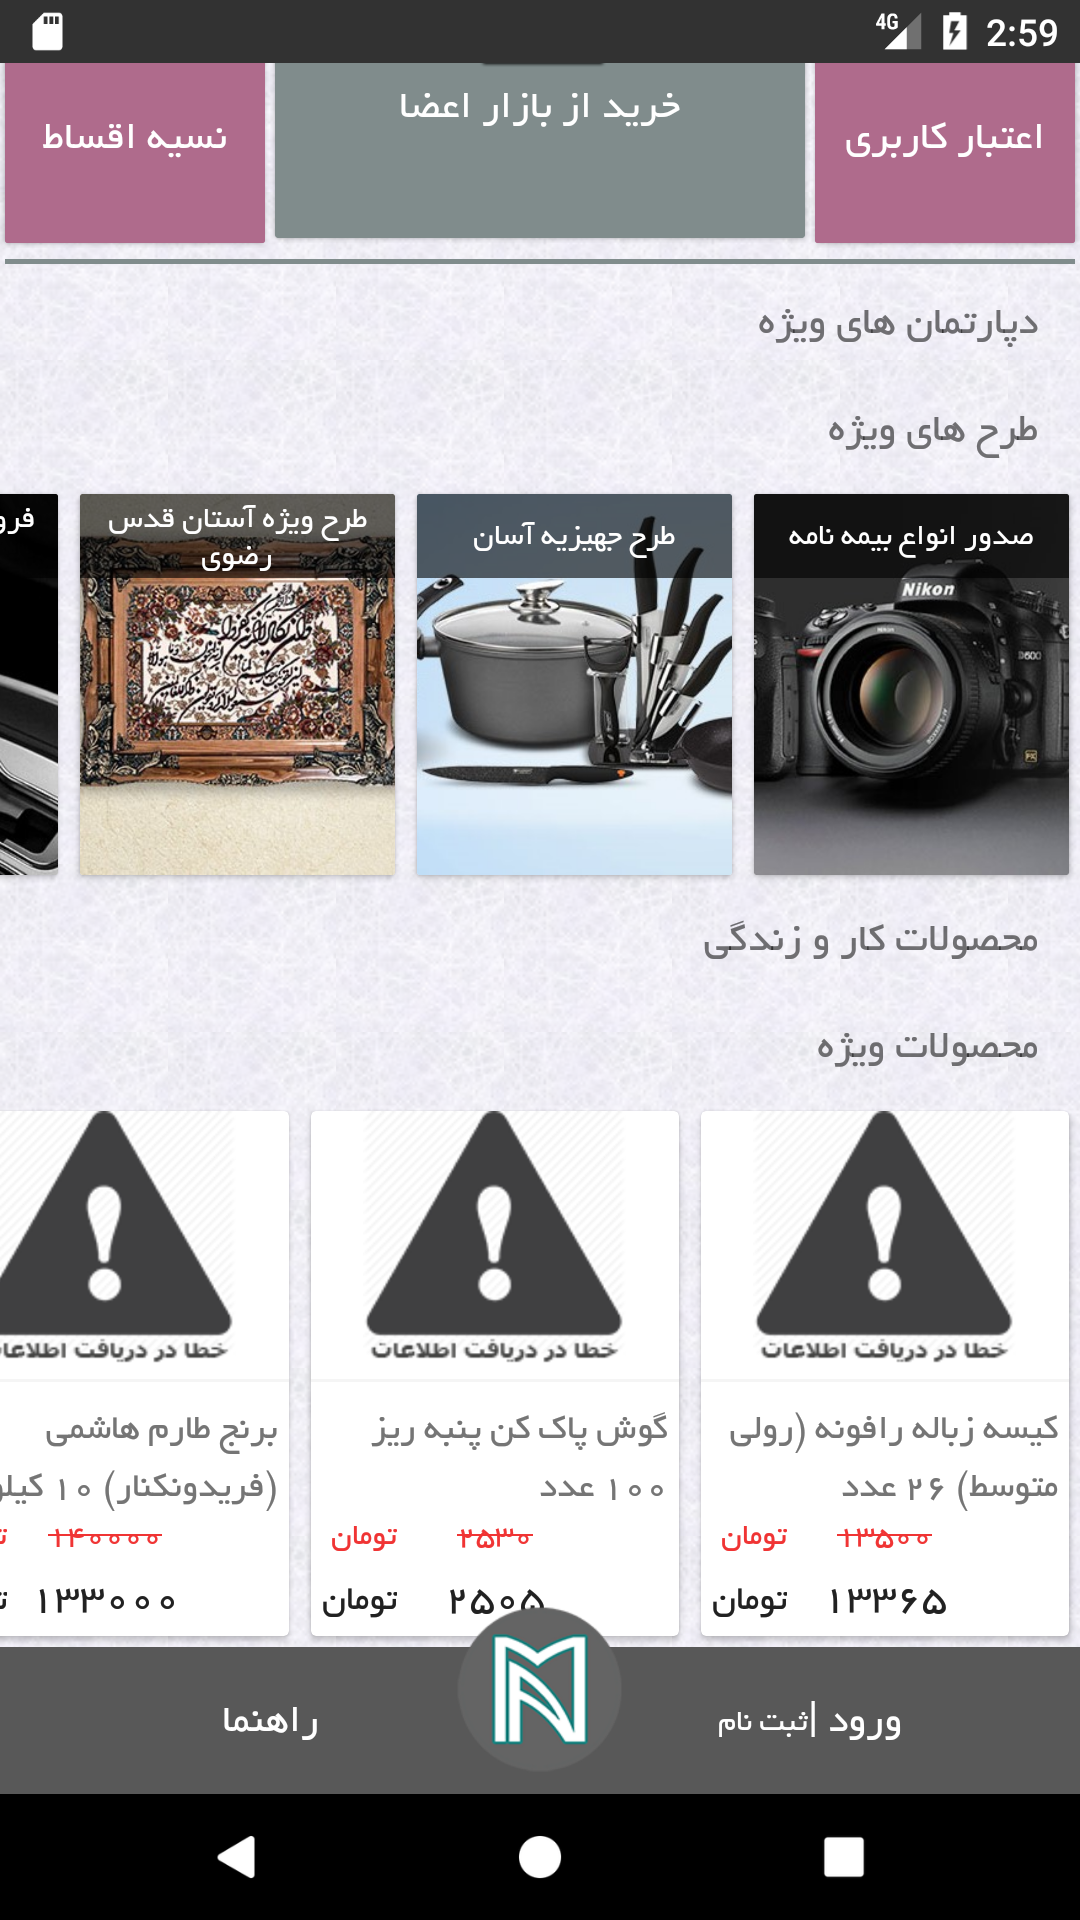 4G 2:59
اعتبار کاربری
خرید از بازار اعضا
نسیه اقساط
دپارتمان های ویژه
طرح های ویژه
صدور انواع بیمه نامه
طرح جهیزیه آسان
طرح ویژه آستان قدس
رضوی
فرو
Nikon
D600
محصولات کار و زندگی
محصولات ویژه
خطا در دریافت اطلاعات
کیسه زباله رافونه (رولی
متوسط) ۲۶ عدد
۱۳۵۰۰ تومان
۱۳۳۶۵ تومان
خطا در دریافت اطلاعات
گوش پاک کن پنبه ریز
۱۰۰ عدد
۲۵۳۰ تومان
۲۵۰۵ تومان
خطا در دریافت اطلاعات
برنج طارم هاشمی
(فریدونکنار) ۱۰ کیلو
۱۴۰۰۰۰ ت
۱۳۳۰۰۰ ت
ورود |ثبت نام
راهنما